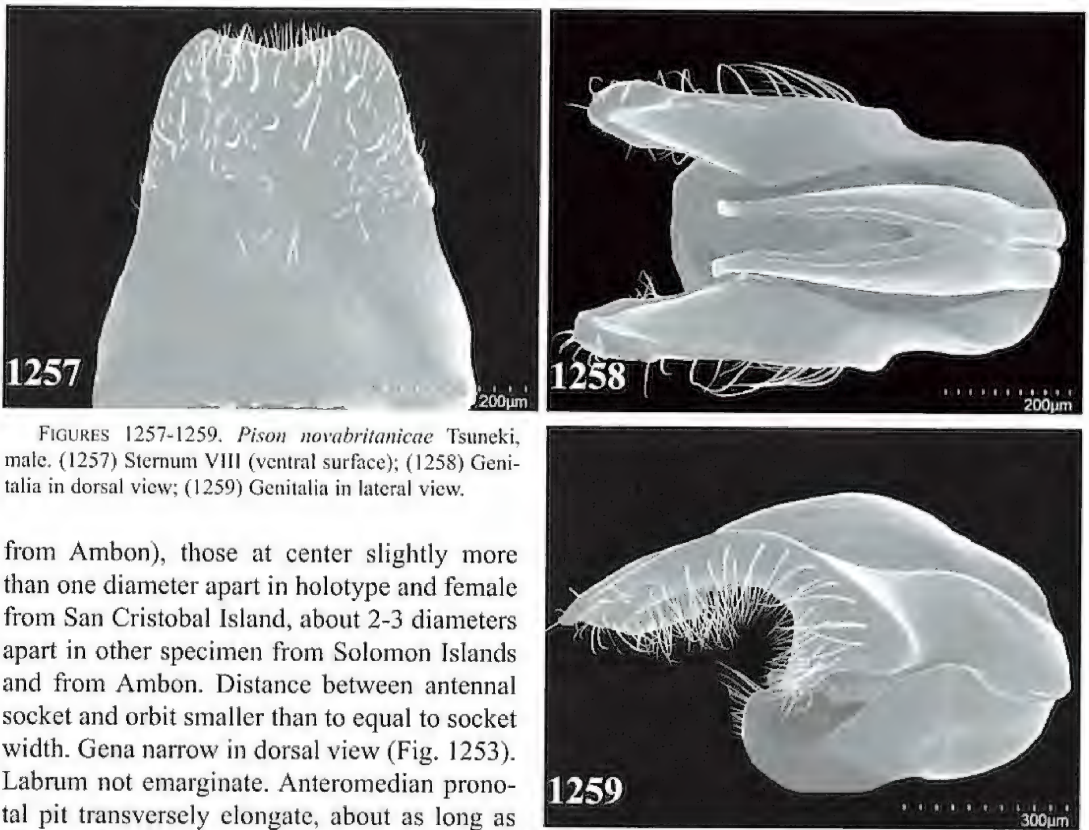 1257
200µm
1258
200µm
FIGURES 1257-1259. Pison novabritanicae Tsuneki,
male. (1257) Sternum VIII (ventral surface); (1258) Geni-
talia in dorsal view; (1259) Genitalia in lateral view.
from Ambon), those at center slightly more
than one diameter apart in holotype and female
from San Cristobal Island, about 2-3 diameters
apart in other specimen from Solomon Islands
and from Ambon. Distance between antennal
socket and orbit smaller than to equal to socket
width. Gena narrow in dorsal view (Fig. 1253).
Labrum not emarginate. Anteromedian prono-
tal pit transversely elongate, about as long as
1259
300µm